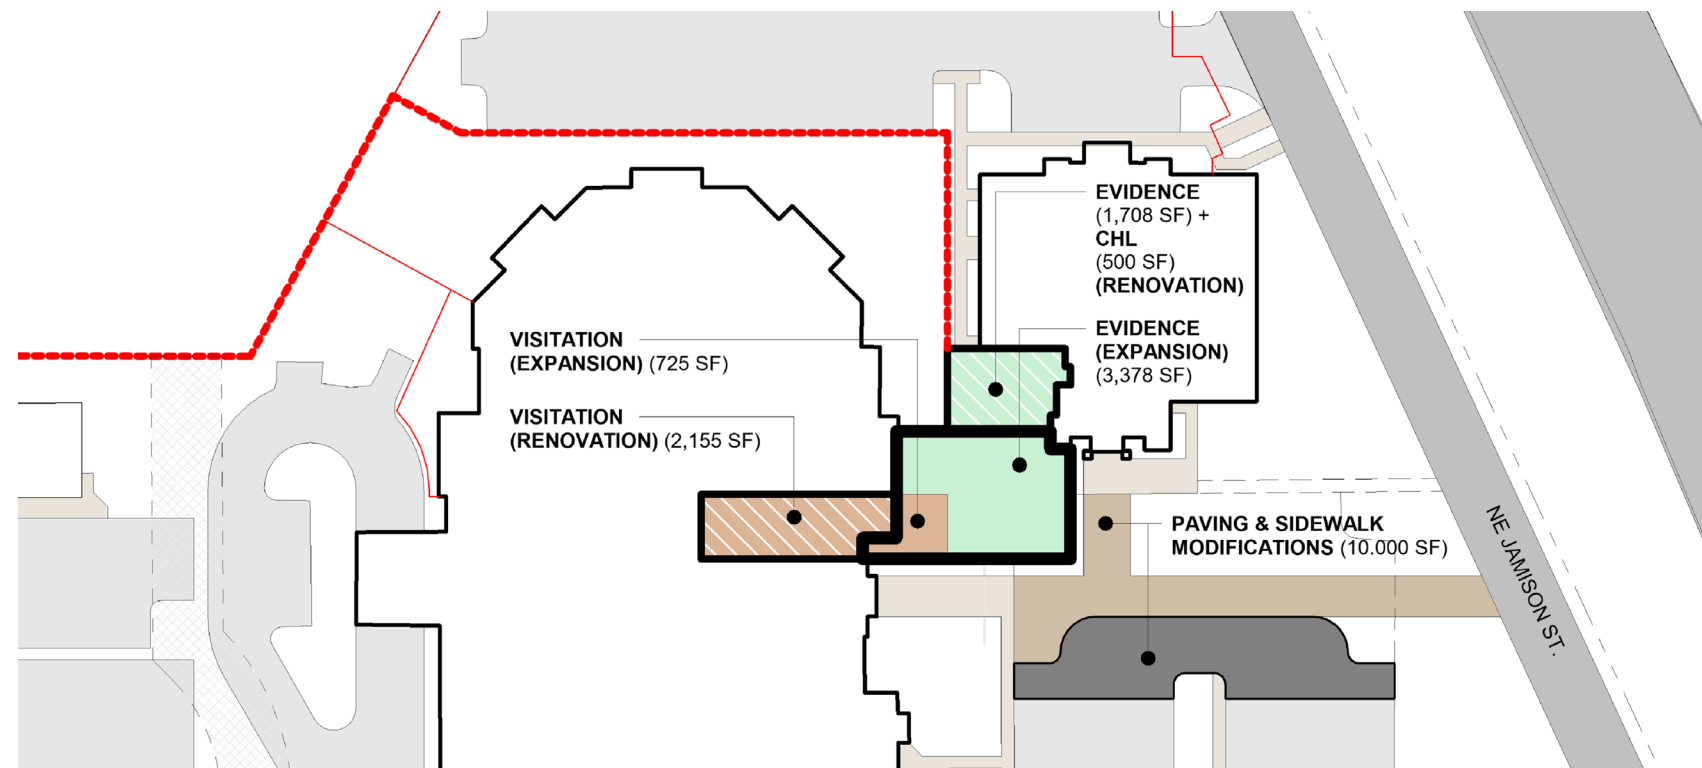 EVIDENCE
(1,708 SF) +
CHL
(500 SF)
(RENOVATION)
EVIDENCE
(EXPANSION)
(3,378 SF)
VISITATION
(EXPANSION) (725 SF)
VISITATION
(RENOVATION) (2,155 SF)
PAVING & SIDEWALK
MODIFICATIONS (10.000 SF)
NE JAMISON ST.